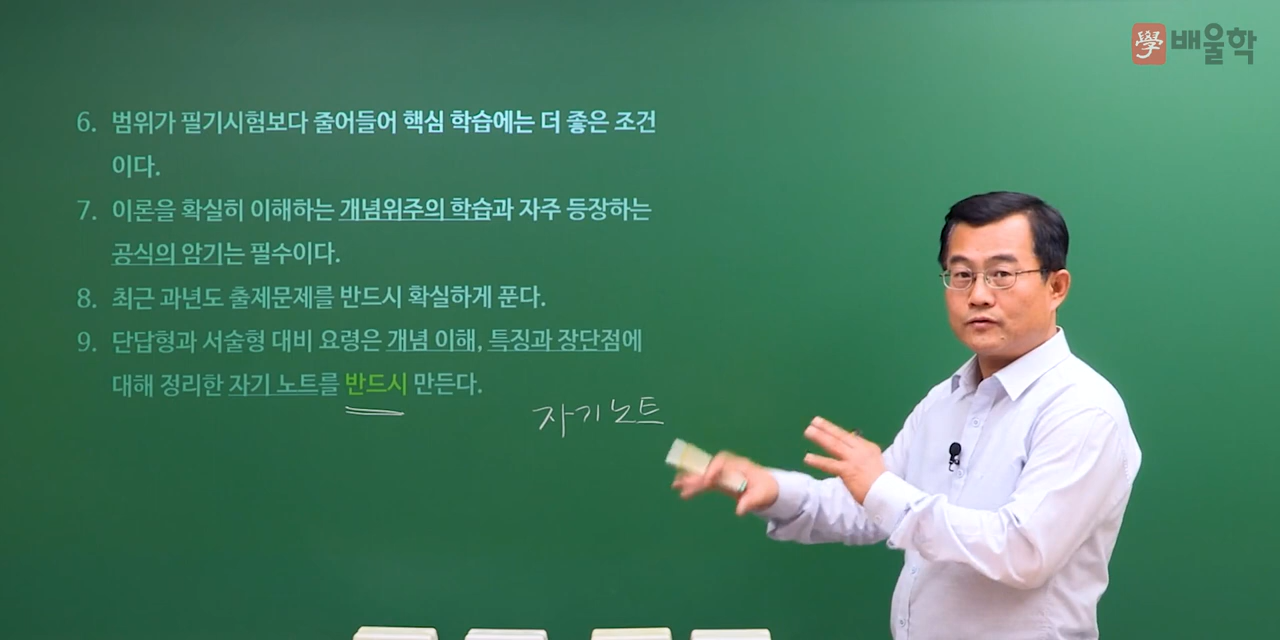 學 배울학
6. 범위가 필기시험보다 줄어들어 핵심 학습에는 더 좋은 조건
이다.
7. 이론을 확실히 이해하는 개념위주의 학습과 자주 등장하는
공식의 암기는 필수이다.
8. 최근 과년도 출제문제를 반드시 확실하게 푼다.
9. 단답형과 서술형 대비 요령은 개념 이해, 특징과 장단점에
대해 정리한 자기 노트를 반드시 만든다.
자기노트